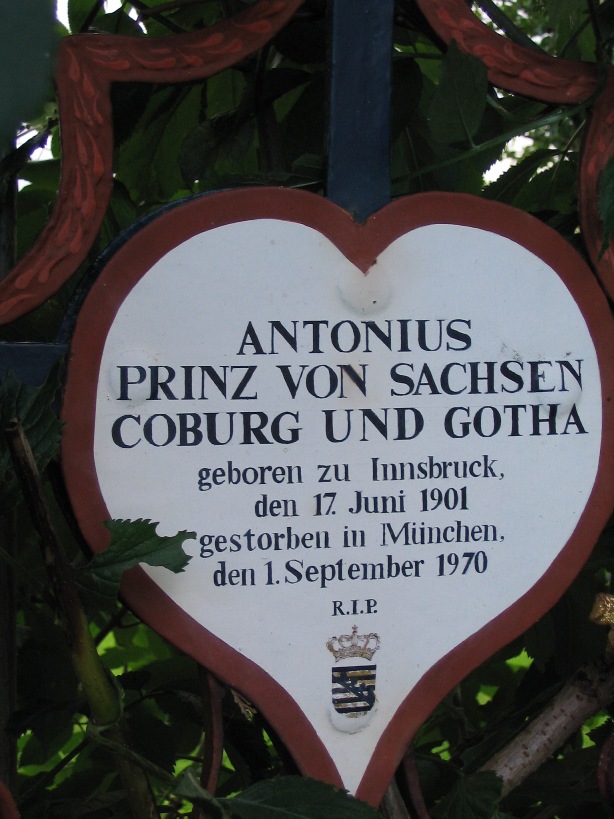 ANTONIUS
PRINZ VON SACHSEN
COBURG UND GOTHA
geboren zu Innsbruck,
den 17. Juni 1901
gestorben in München,
den 1. September 1970
R.I.P.